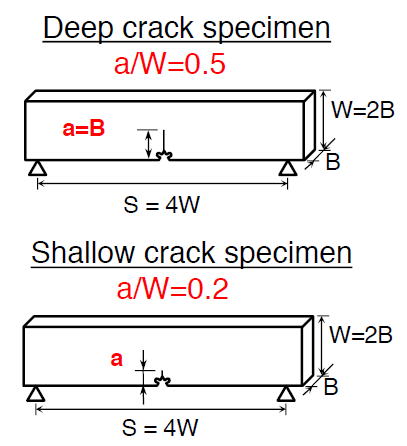 Deep crack specimen
a/W=0.5
W=2B
a=B
B
S = 4W
Shallow crack specimen
a/W=0.2
W=2B
a
B
S = 4W